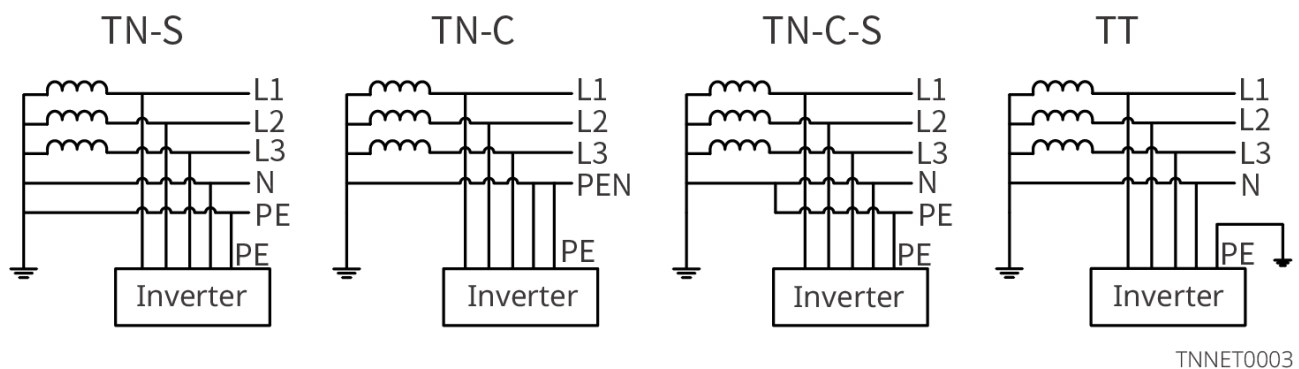 TN-S
TN-C
TN-C-S
TT
L1
L2
L3
N
PE
PE
Inverter
L1
L2
L3
PEN
PE
Inverter
L1
L2
L3
N
PE
PE
Inverter
L1
L2
L3
N
PE
Inverter
TNNET0003